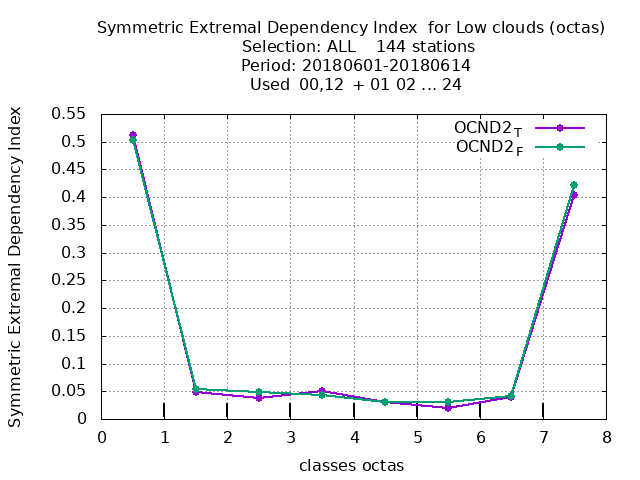 Symmetric Extremal Dependency Index  for Low clouds (octas)
Selection: ALL    144 stations
Period: 20180601-20180614
Used  00,12  + 01 02 ... 24
Symmetric Extremal Dependency Index
0.55
0.5
0.45
0.4
0.35
0.3
0.25
0.2
0.15
0.1
0.05
0
OCND2_T
OCND2_F
0 1 2 3 4 5 6 7 8
classes octas